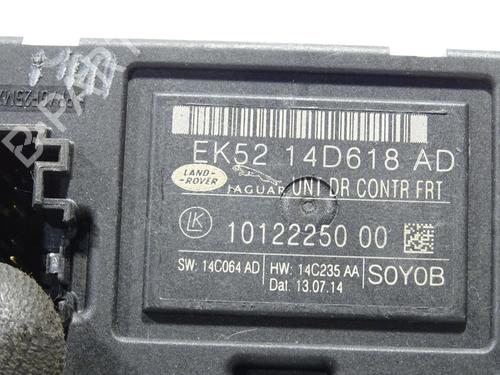 EK52 14D618 AD
LAND-
ROVER
JAGUAR UNI DR CONTR FRT
LK 10122250 00
SW: 14C064 AD HW: 14C235 AA S0Y0B
Dat. 13.07.14